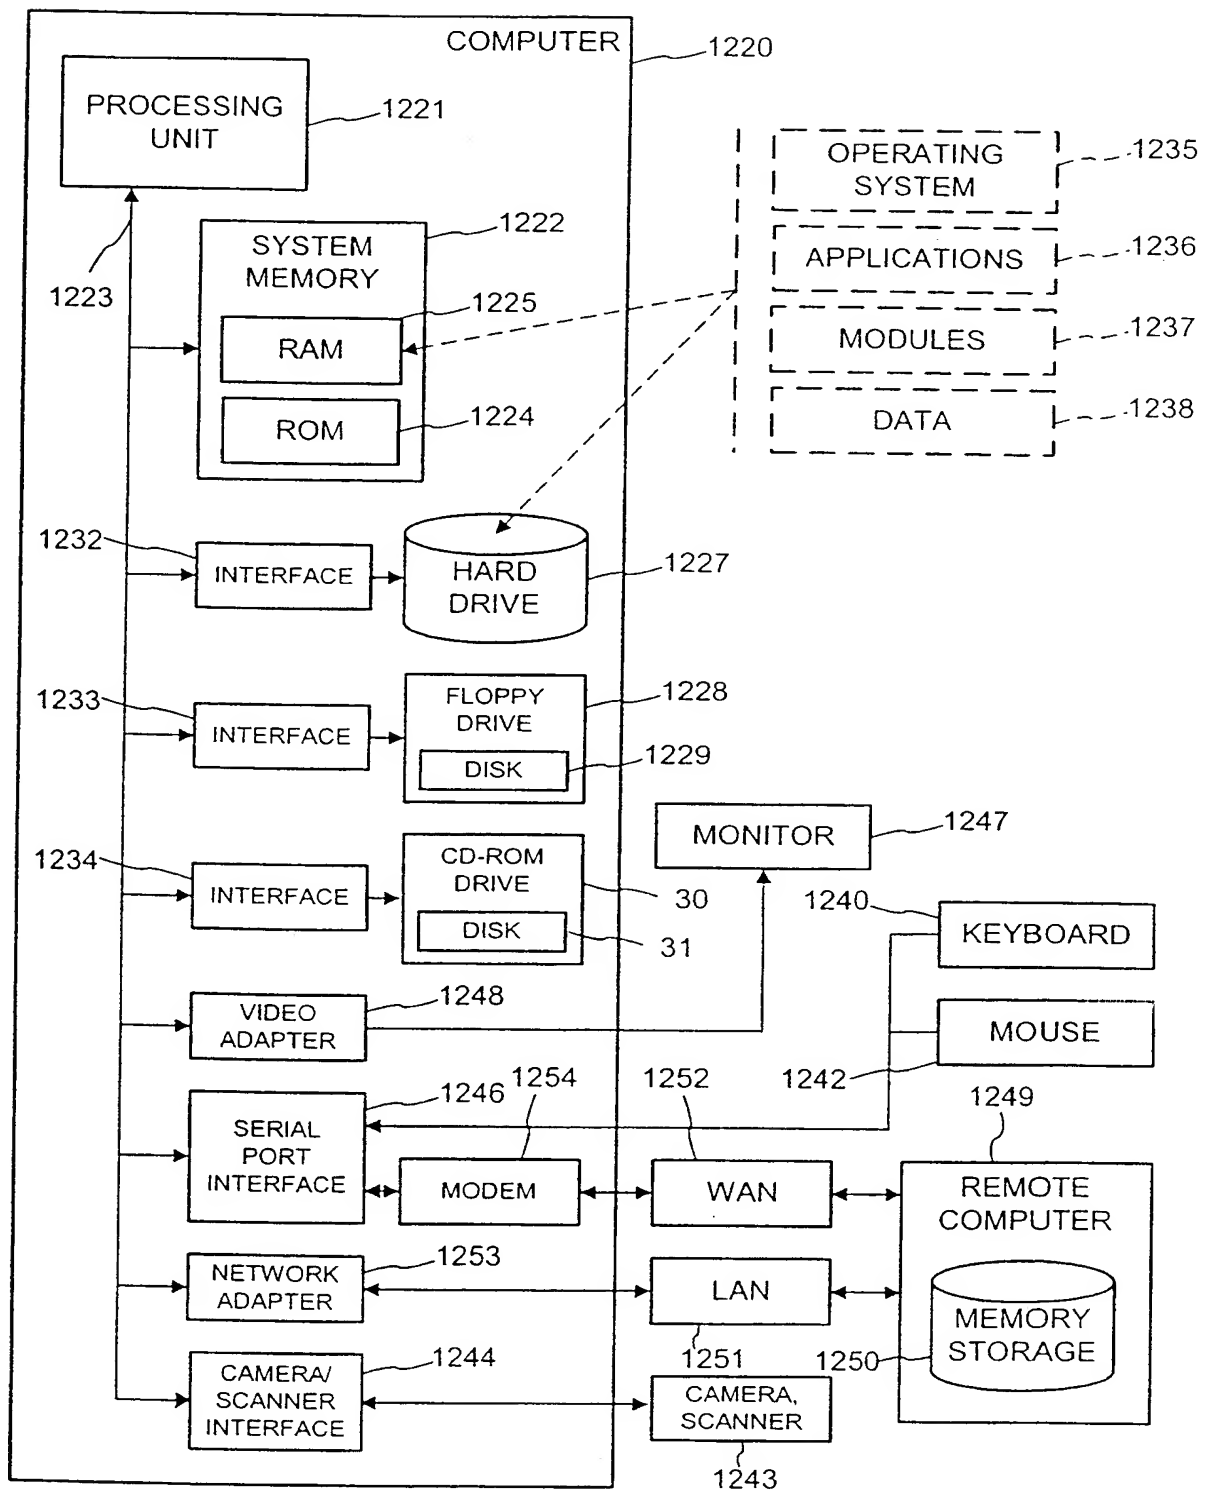 COMPUTER
1220
PROCESSING
UNIT
1221
1223
SYSTEM
MEMORY
1222
RAM
1225
ROM
1224
OPERATING
SYSTEM
1235
APPLICATIONS
1236
MODULES
1237
DATA
1238
1232
INTERFACE
HARD
DRIVE
1227
1233
INTERFACE
FLOPPY
DRIVE
1228
DISK
1229
1234
INTERFACE
CD-ROM
DRIVE
30
DISK
31
MONITOR
1247
1240
KEYBOARD
MOUSE
1242
VIDEO
ADAPTER
1248
1246
SERIAL
PORT
INTERFACE
1254
MODEM
1252
WAN
1249
REMOTE
COMPUTER
MEMORY
STORAGE
1250
NETWORK
ADAPTER
1253
LAN
1251
CAMERA/
SCANNER
INTERFACE
1244
CAMERA,
SCANNER
1243